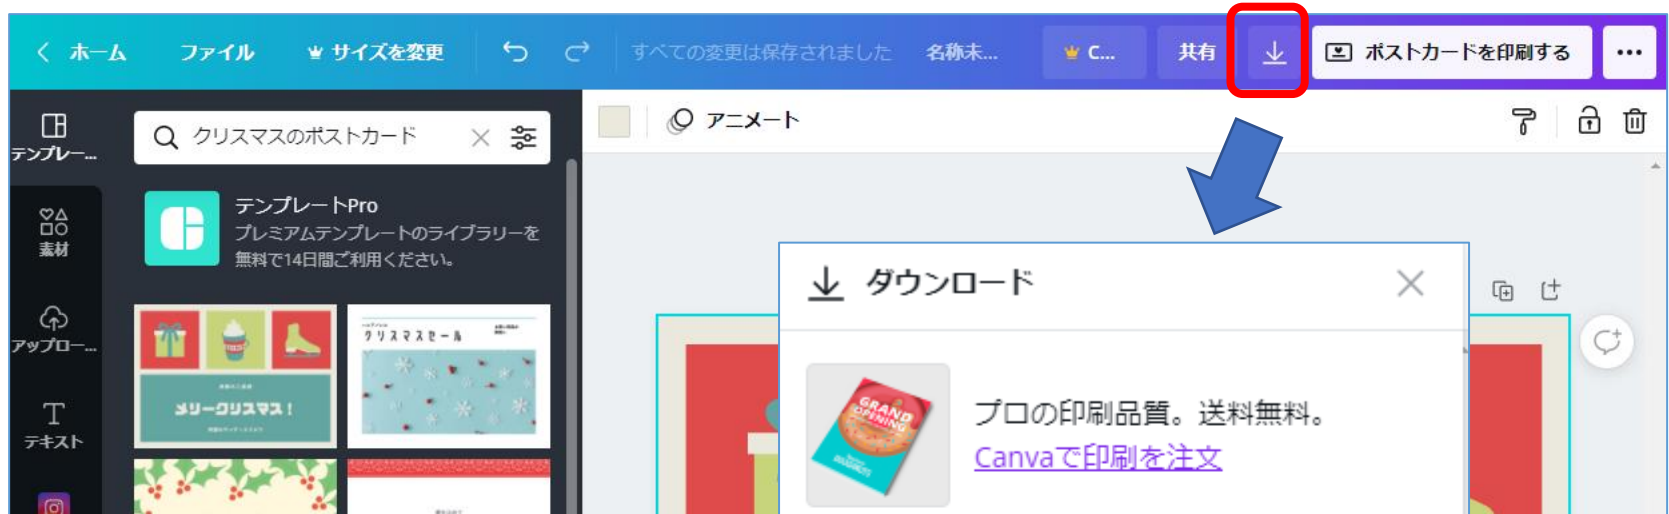 ホーム ファイル サイズを変更 すべての変更は保存されました 名称未... C... 共有 ポストカードを印刷する
テンプレー...
クリスマスのポストカード
アニメート
テンプレートPro
プレミアムテンプレートのライブラリーを
無料で14日間ご利用ください。
素材
アップロー...
テキスト
クリスマスセール
メリークリスマス！
ダウンロード
GRAND
OPENING
プロの印刷品質。送料無料。
Canvaで印刷を注文